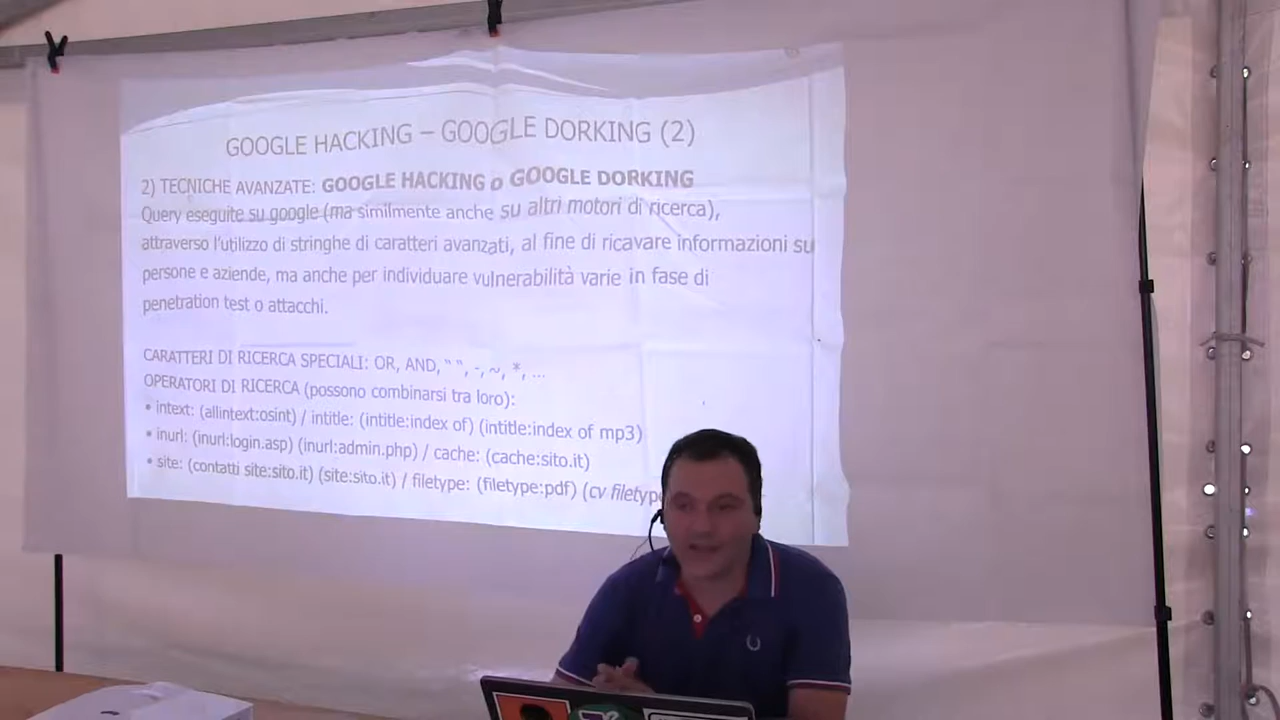 GOOGLE HACKING – GOOGLE DORKING (2)
2) TECNICHE AVANZATE: GOOGLE HACKING o GOOGLE DORKING
Query eseguite su google (ma similmente anche su altri motori di ricerca),
attraverso l'utilizzo di stringhe di caratteri avanzati, al fine di ricavare informazioni su
persone e aziende, ma anche per individuare vulnerabilità varie in fase di
penetration test o attacchi.
CARATTERI DI RICERCA SPECIALI: OR, AND, " ", -, ~, *, ...
OPERATORI DI RICERCA (possono combinarsi tra loro):
• intext: (allintext:osint) / intitle: (intitle:index of) (intitle:index of mp3)
• inurl: (inurl:login.asp) (inurl:admin.php) / cache: (cache:sito.it)
• site: (contatti site:sito.it) (site:sito.it) / filetype: (filetype:pdf) (cv filetype